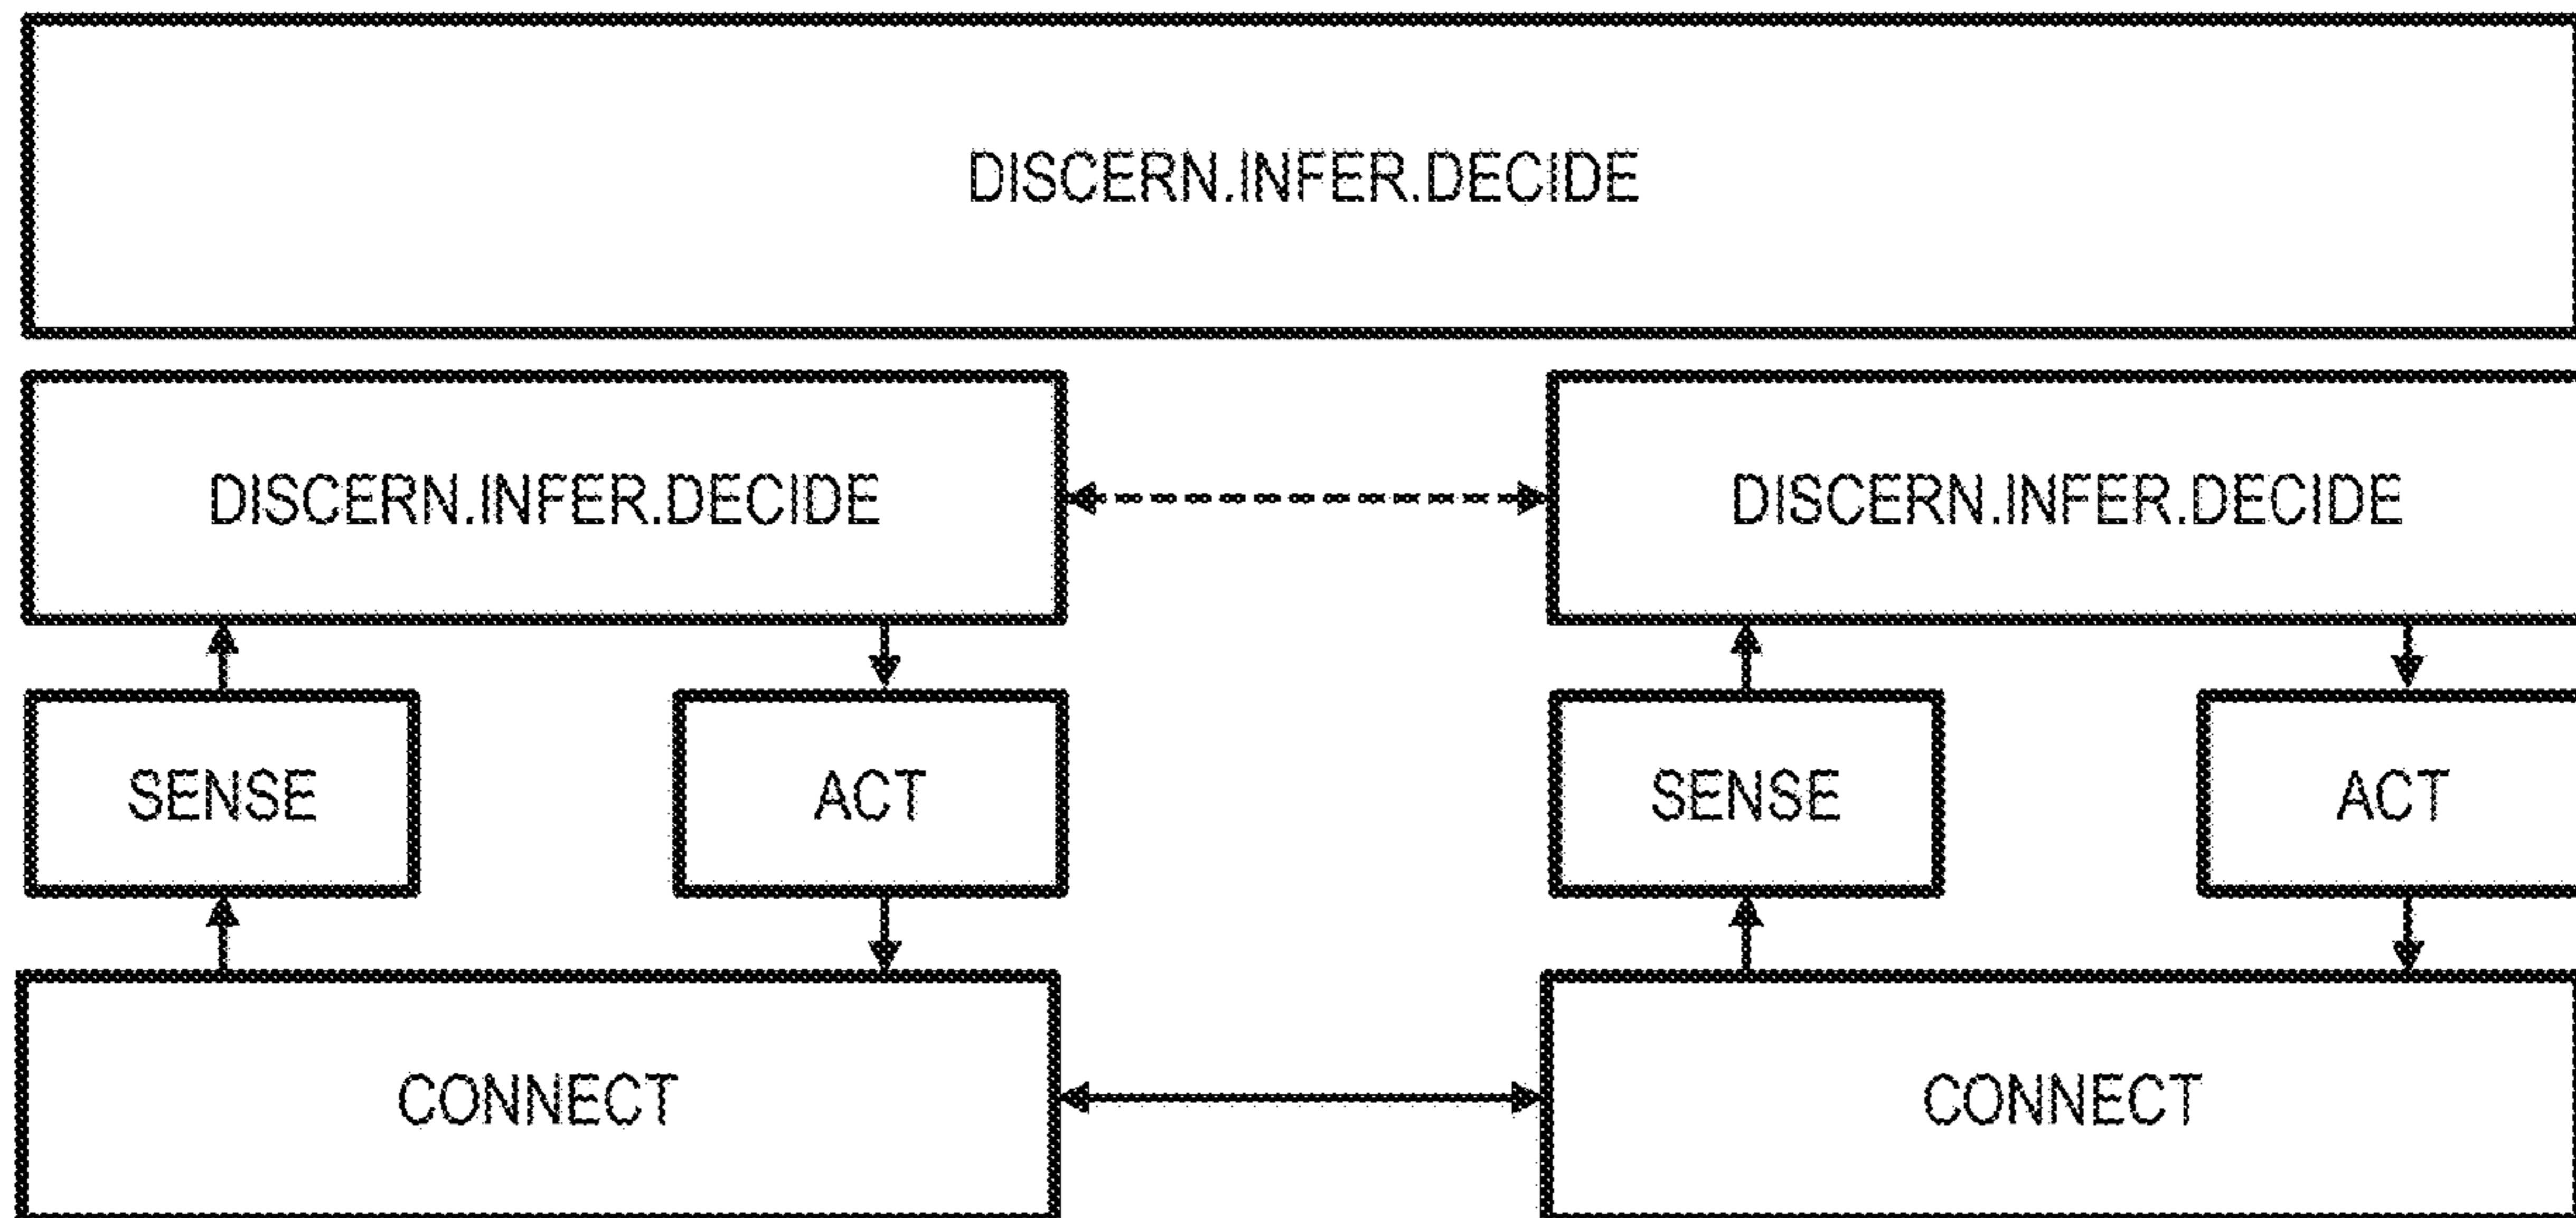 DISCERN.INFER.DECIDE
DISCERN.INFER.DECIDE
DISCERN.INFER.DECIDE
SENSE
ACT
SENSE
ACT
CONNECT
CONNECT